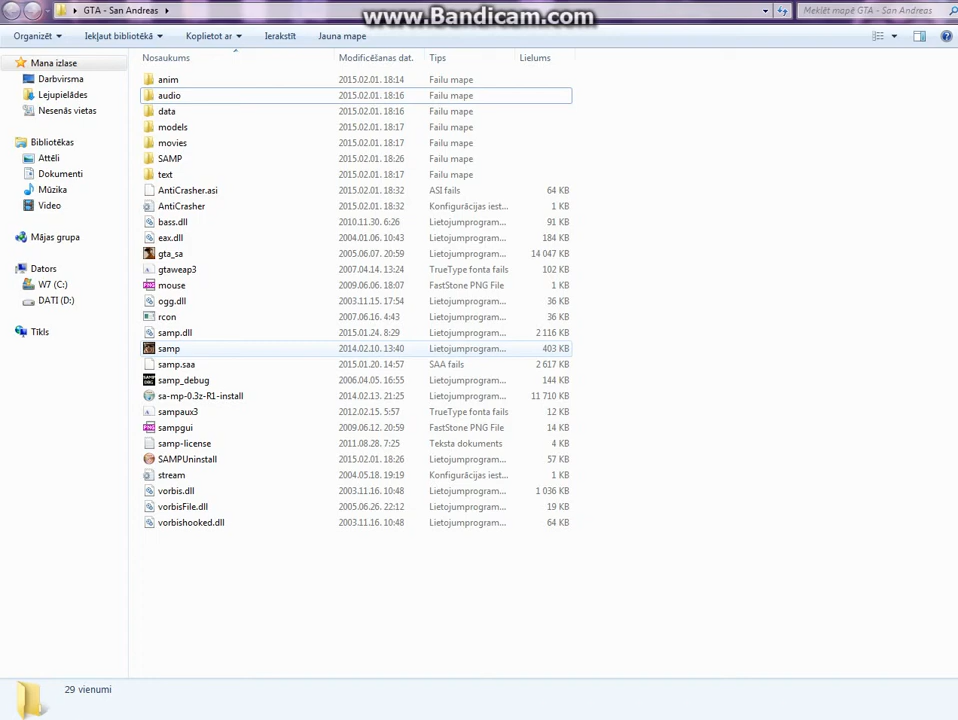 GTA - San Andreas
www.Bandicam.com
Meklēt mapē GTA - San Andreas
Organizēt
Iekļaut bibliotēkā
Koplietot ar
Ierakstīt
Jauna mape
Mana izlase
Darbvirsma
Lejupielādes
Nesenās vietas
Bibliotēkas
Attēli
Dokumenti
Mūzika
Video
Mājas grupa
Dators
W7 (C:)
DATI (D:)
Tīkls
Nosaukums Modificēšanas dat. Tips Lielums
anim 2015.02.01. 18:14 Failu mape
audio 2015.02.01. 18:16 Failu mape
data 2015.02.01. 18:16 Failu mape
models 2015.02.01. 18:17 Failu mape
movies 2015.02.01. 18:17 Failu mape
SAMP 2015.02.01. 18:26 Failu mape
text 2015.02.01. 18:17 Failu mape
AntiCrasher.asi 2015.02.01. 18:32 ASI fails 64 KB
AntiCrasher 2015.02.01. 18:32 Konfigurācijas iest... 1 KB
bass.dll 2010.11.30. 6:26 Lietojumprogram... 91 KB
eax.dll 2004.01.06. 10:43 Lietojumprogram... 184 KB
gta_sa 2005.06.07. 20:59 Lietojumprogram... 14 047 KB
gtaweap3 2007.04.14. 13:24 TrueType fonta fails 102 KB
mouse 2009.06.06. 18:07 FastStone PNG File 1 KB
ogg.dll 2003.11.15. 17:54 Lietojumprogram... 36 KB
rcon 2007.06.16. 4:43 Lietojumprogram... 36 KB
samp.dll 2015.01.24. 8:29 Lietojumprogram... 2 116 KB
samp 2014.02.10. 13:40 Lietojumprogram... 403 KB
samp.saa 2015.01.20. 14:57 SAA fails 2 617 KB
samp_debug 2006.04.05. 16:55 Lietojumprogram... 144 KB
sa-mp-0.3z-R1-install 2014.02.13. 21:25 Lietojumprogram... 11 710 KB
sampaux3 2012.02.15. 5:57 TrueType fonta fails 12 KB
sampgui 2009.06.12. 20:59 FastStone PNG File 14 KB
samp-license 2011.08.28. 7:25 Teksta dokuments 4 KB
SAMPUninstall 2015.02.01. 18:26 Lietojumprogram... 57 KB
stream 2004.05.18. 19:19 Konfigurācijas iest... 1 KB
vorbis.dll 2003.11.16. 10:48 Lietojumprogram... 1 036 KB
vorbisFile.dll 2005.06.26. 22:12 Lietojumprogram... 19 KB
vorbishooked.dll 2003.11.16. 10:48 Lietojumprogram... 64 KB
29 vienumi